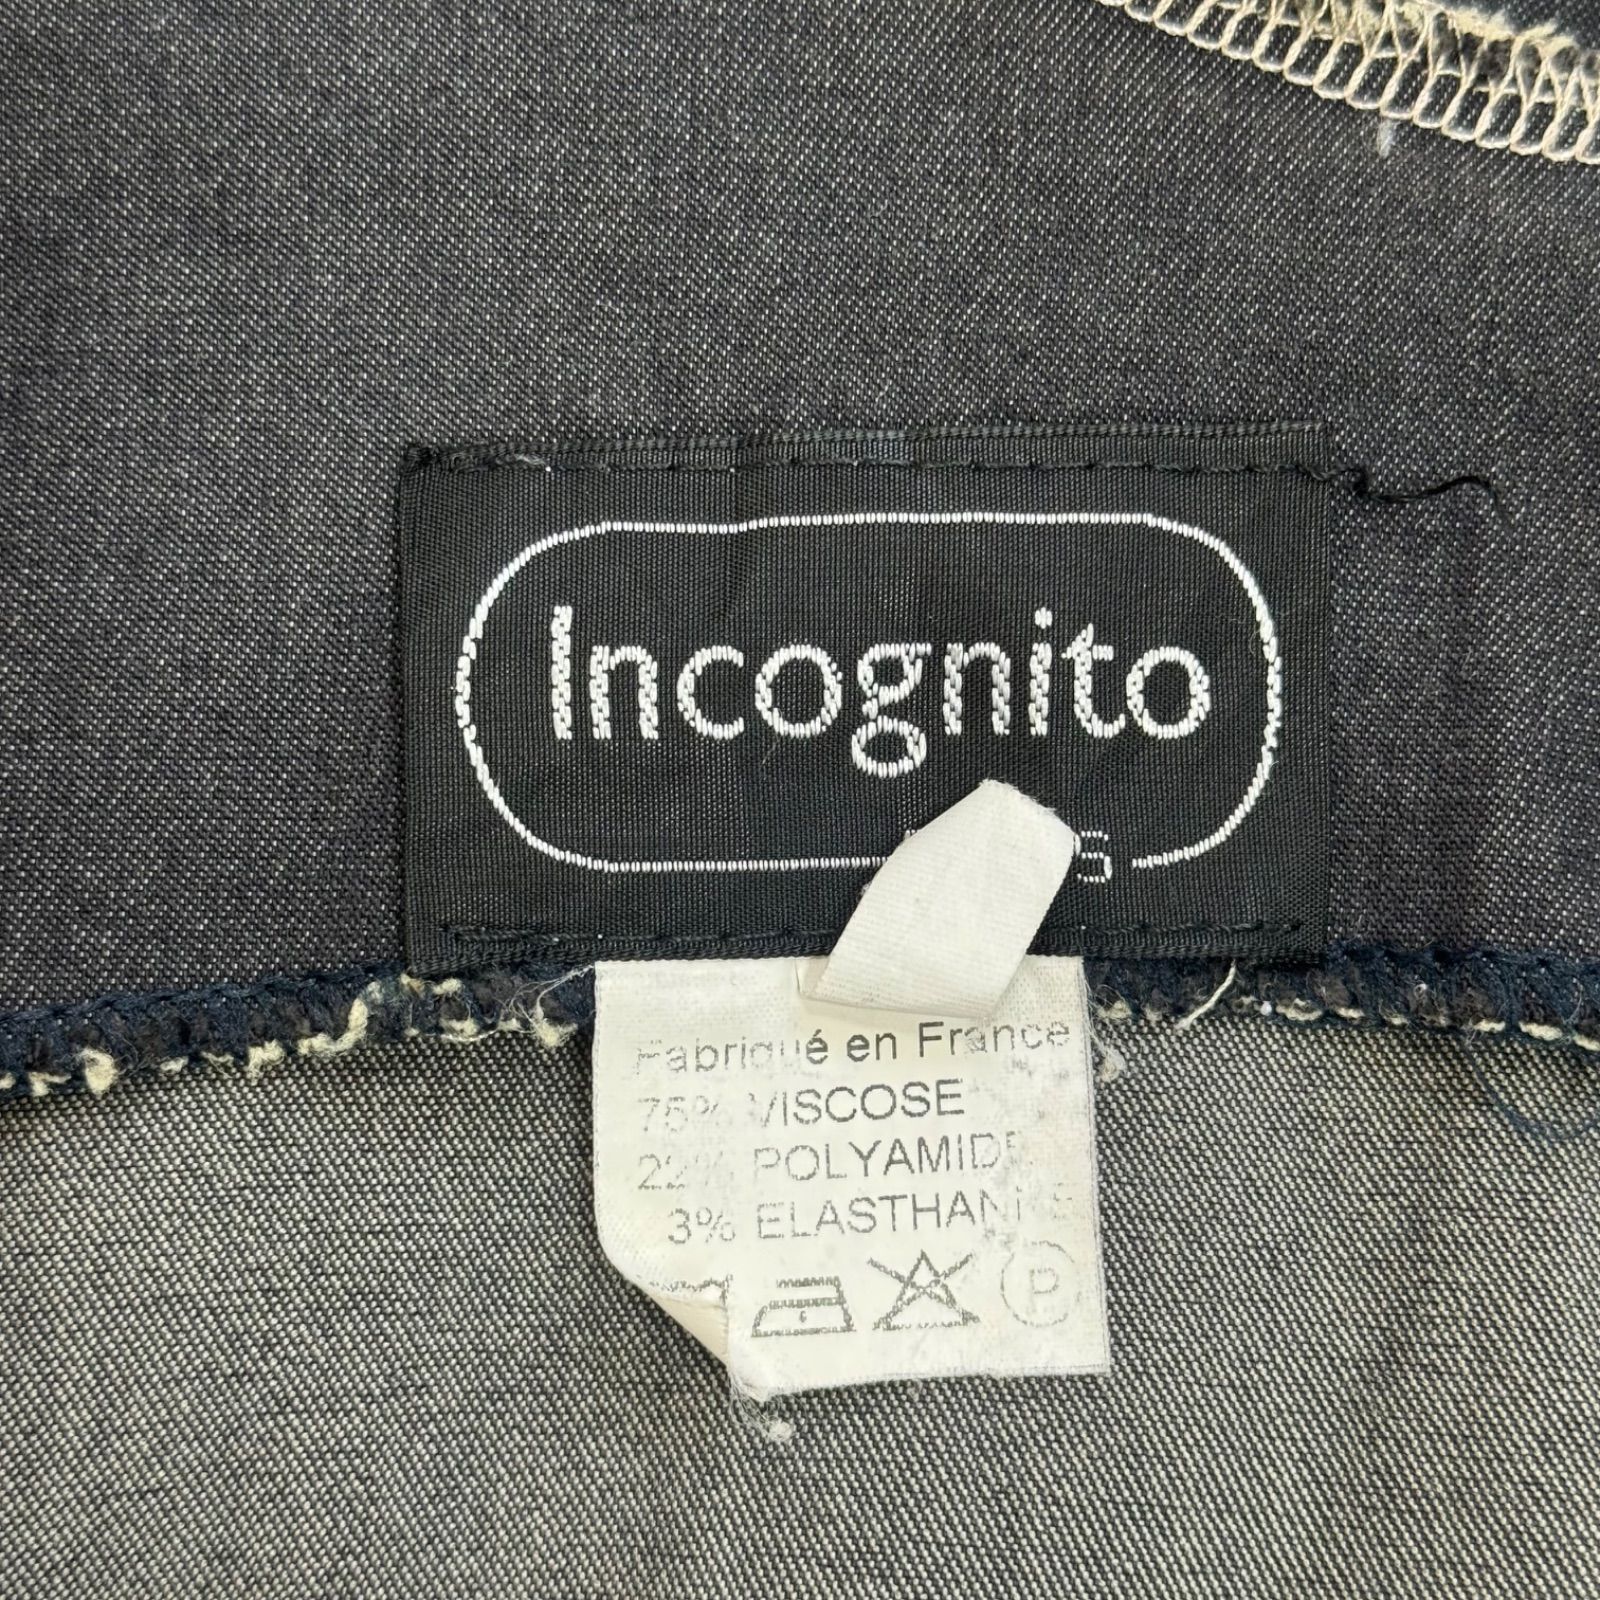 Incognito
Fabriqué en France
75% VISCOSE
22% POLYAMIDE
3% ELASTHANNE
P